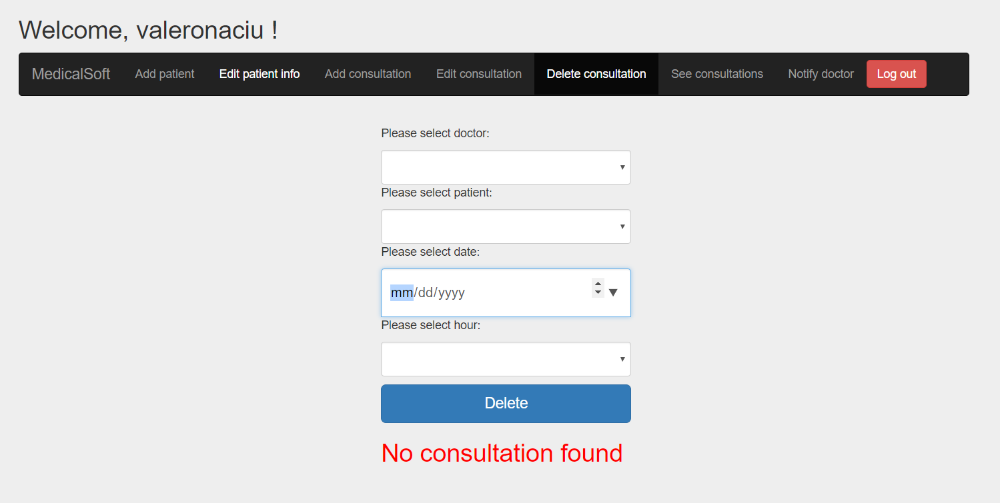 Welcome, valeronaciu !
MedicalSoft Add patient Edit patient info Add consultation Edit consultation Delete consultation See consultations Notify doctor Log out
Please select doctor:
Please select patient:
Please select date:
mm/dd/yyyy
Please select hour:
Delete
No consultation found